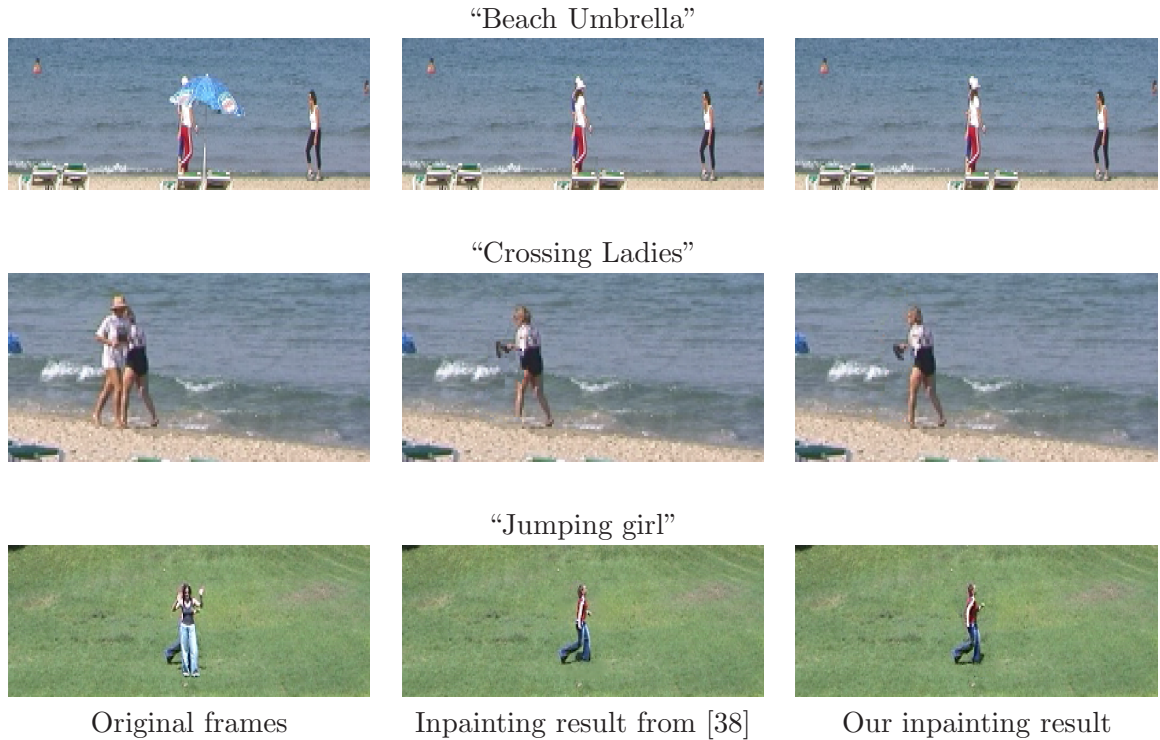 “Beach Umbrella”
“Crossing Ladies”
“Jumping girl”
Original frames
Inpainting result from [38]
Our inpainting result